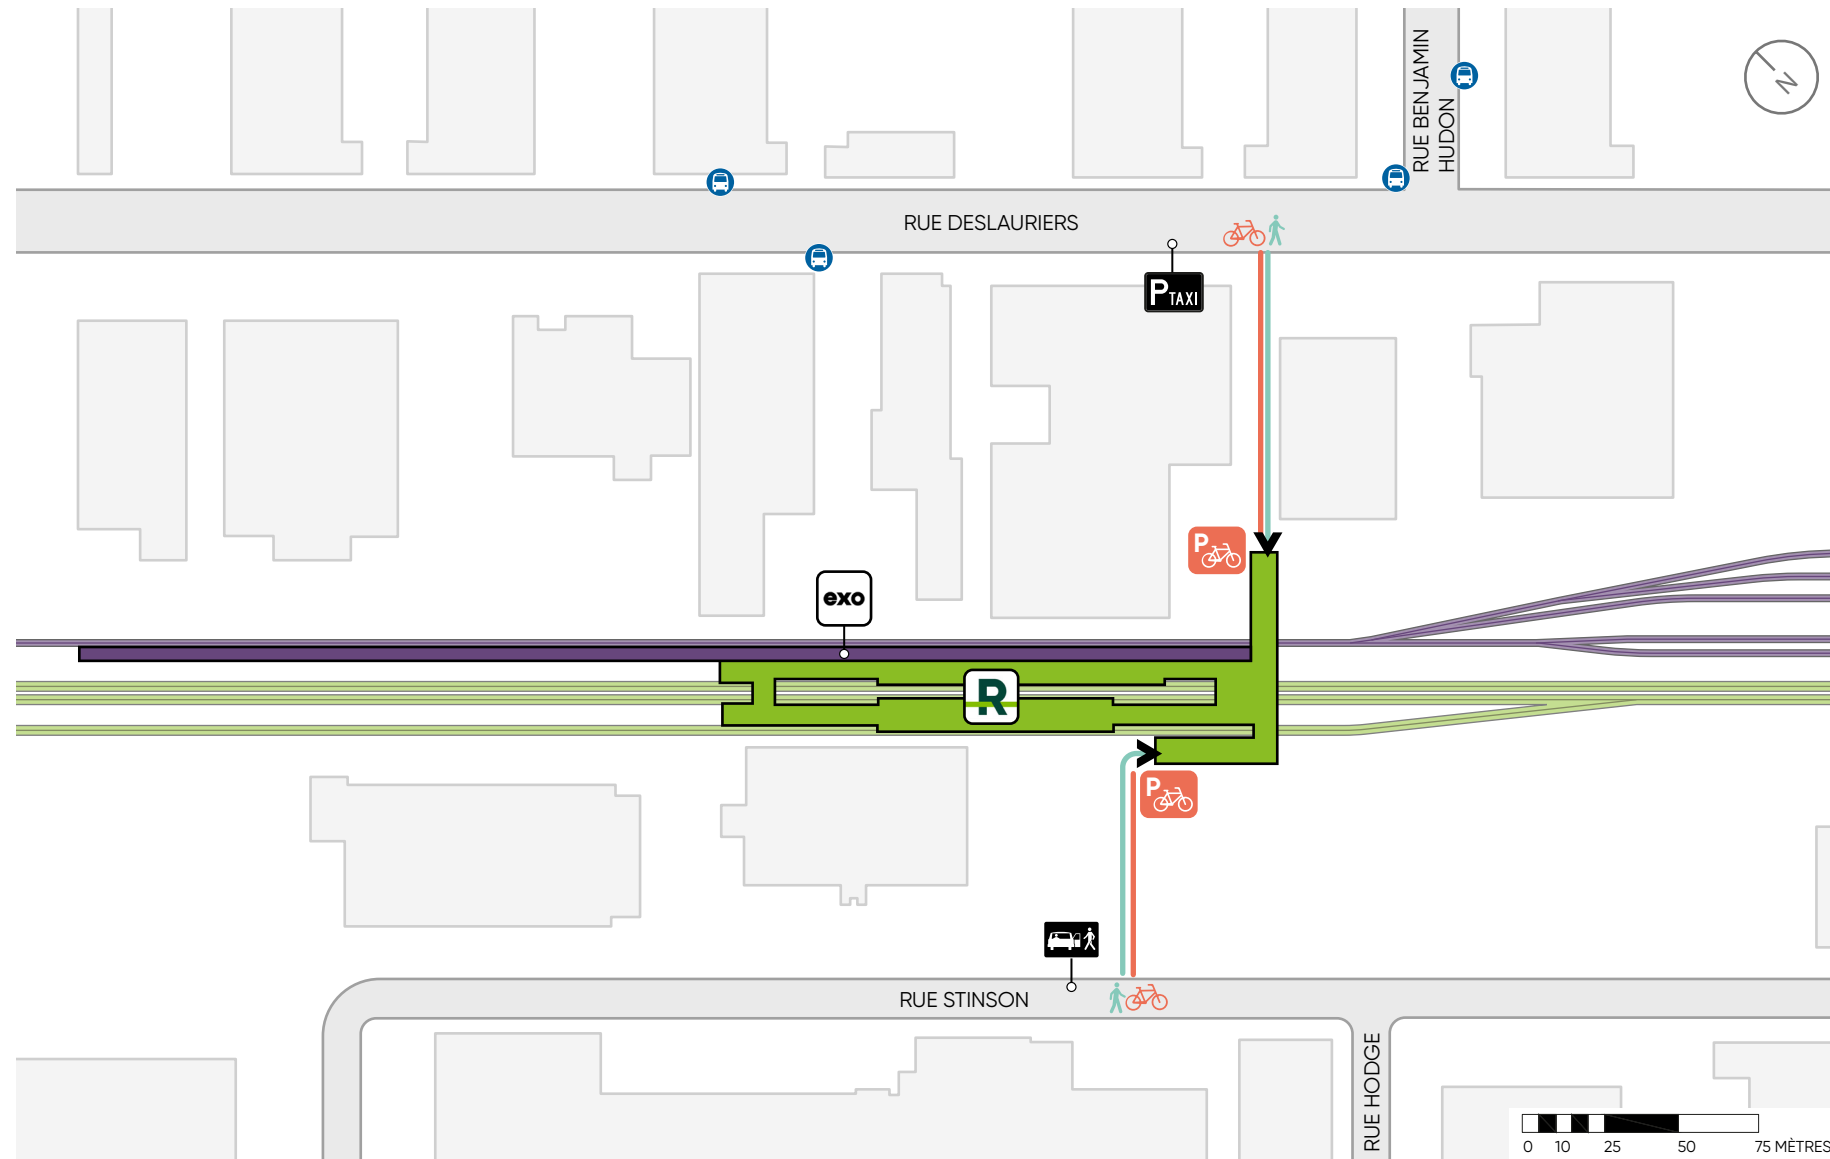 RUE BENJAMIN
HUDON
N
RUE DESLAURIERS
P TAXI
P
exo
R
P
RUE STINSON
RUE HODGE
0 10 25 50 75 MÈTRES